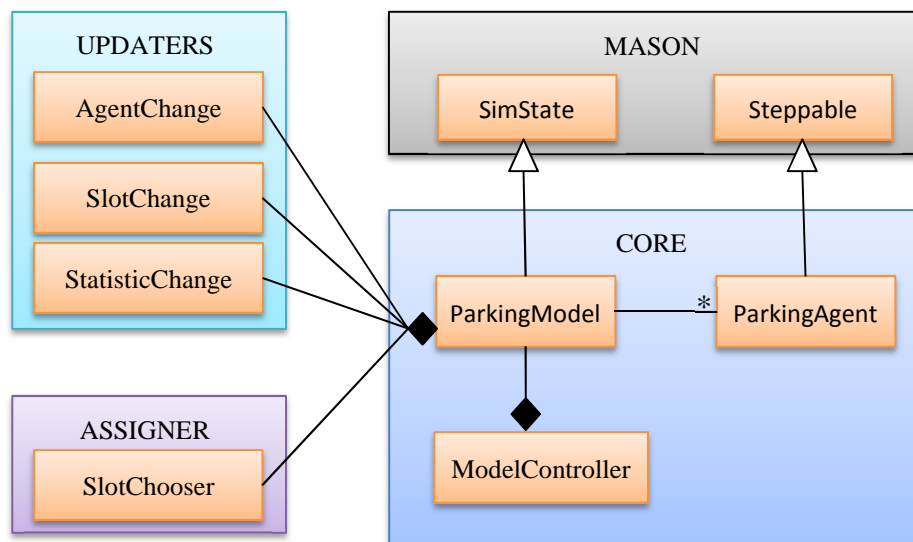 UPDATERS
AgentChange
SlotChange
StatisticChange
ASSIGNER
SlotChooser
MASON
SimState
Steppable
CORE
ParkingModel
*
ParkingAgent
ModelController